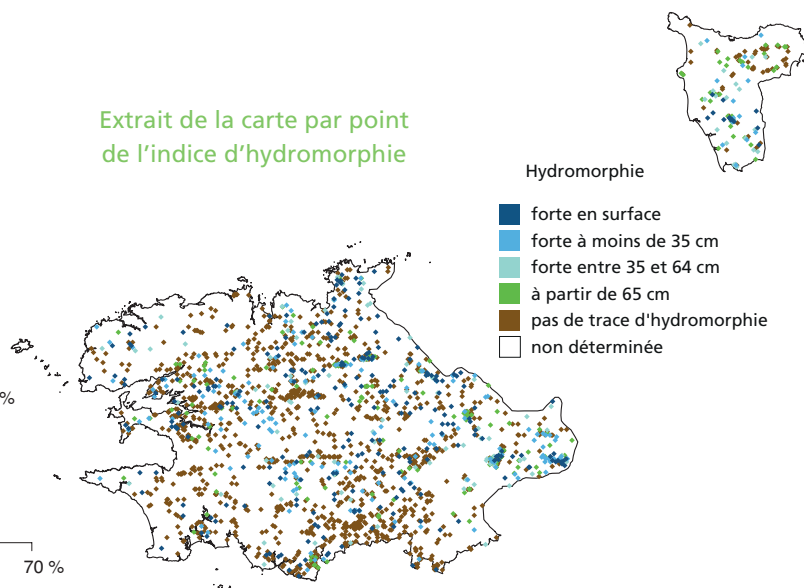 Extrait de la carte par point
de l’indice d’hydromorphie
Hydromorphie
forte en surface
forte à moins de 35 cm
forte entre 35 et 64 cm
à partir de 65 cm
pas de trace d'hydromorphie
non déterminée
%
70 %